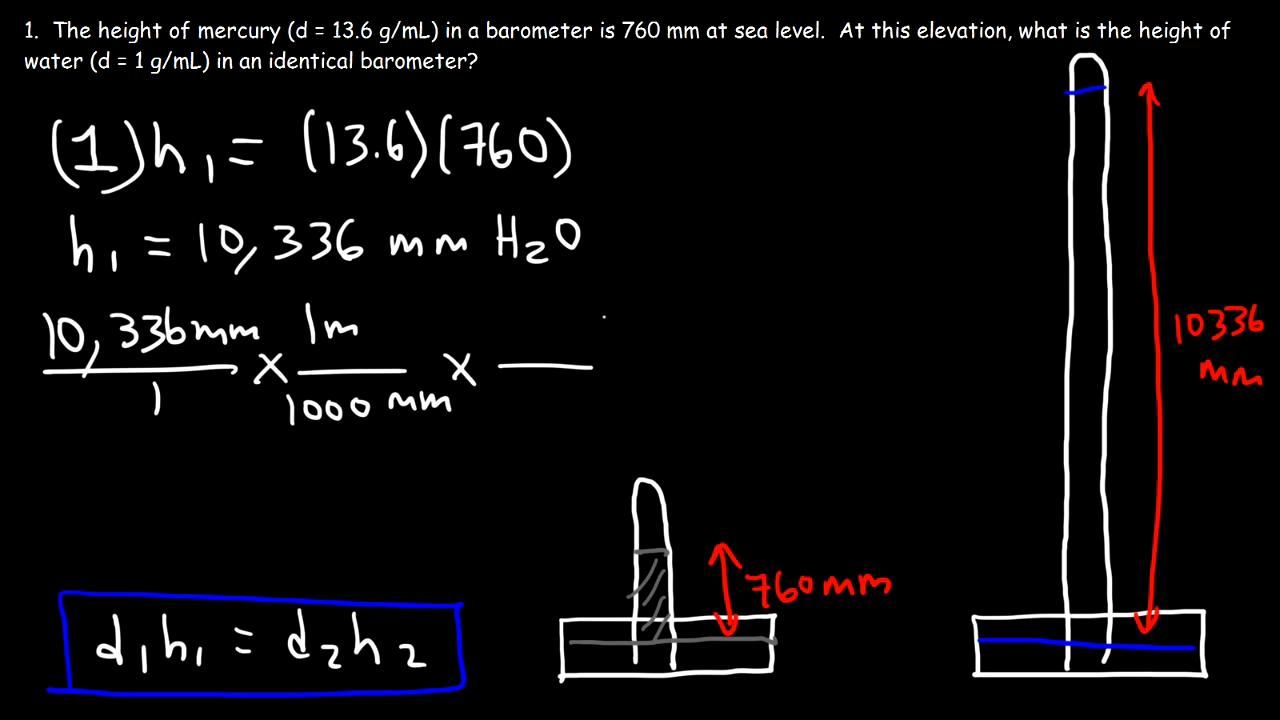 1. The height of mercury (d = 13.6 g/mL) in a barometer is 760 mm at sea level. At this elevation, what is the height of
water (d = 1 g/mL) in an identical barometer?
(1)h₁ = (13.6)(760)
h₁ = 10,336 mm H₂O
10,336mm / 1 × 1m / 1000 mm ×
10336
mm
760mm
d₁h₁ = d₂h₂